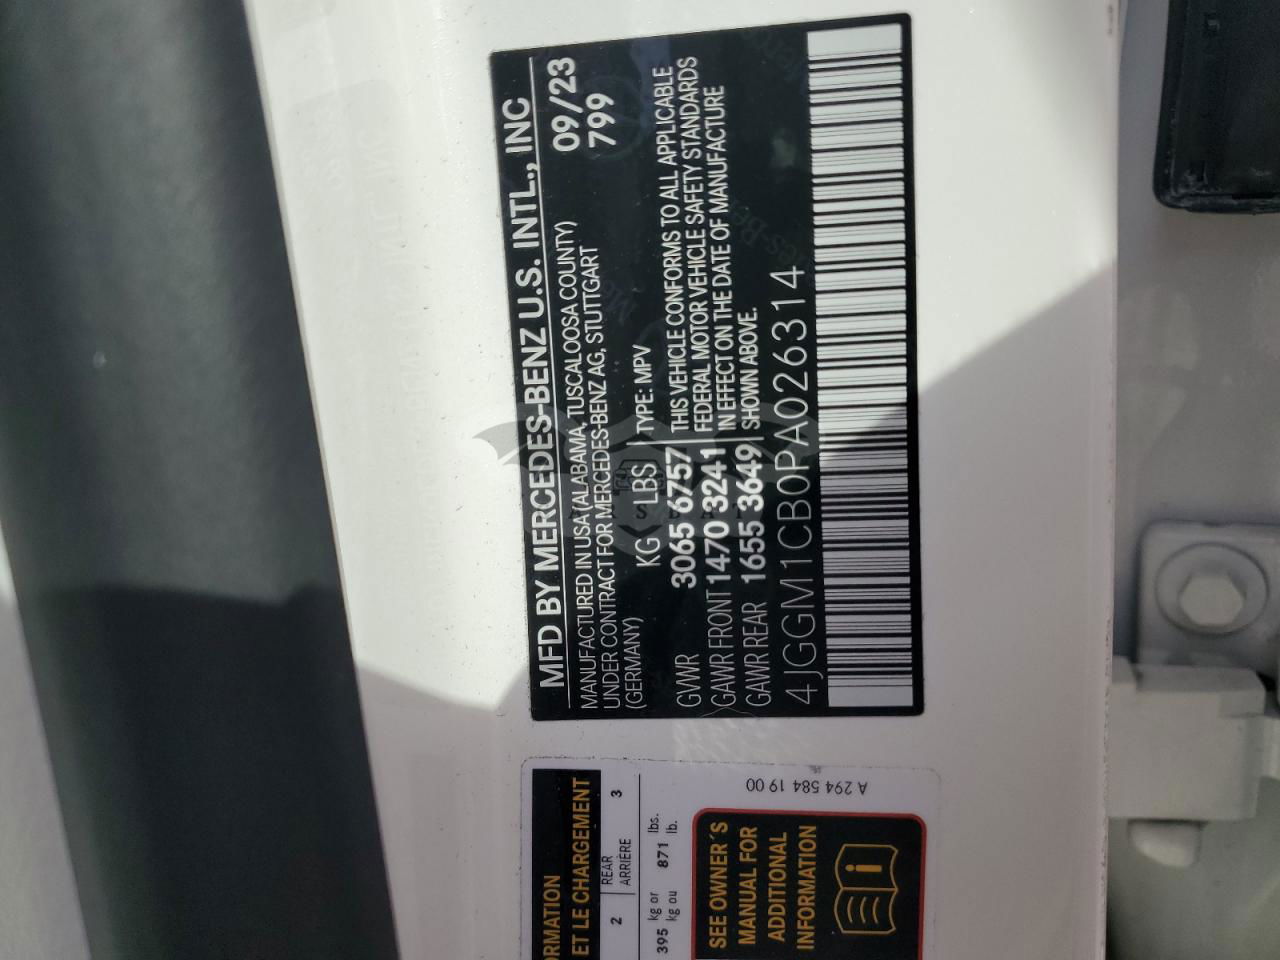 MFD BY MERCEDES-BENZ U.S. INTL., INC
MANUFACTURED IN USA (ALABAMA, TUSCALOOSA COUNTY) 09/23
UNDER CONTRACT FOR MERCEDES-BENZ AG, STUTTGART 799
(GERMANY)
KG LBS TYPE: MPV
GVWR 3065 6757 THIS VEHICLE CONFORMS TO ALL APPLICABLE
GAWR FRONT 1470 3241 FEDERAL MOTOR VEHICLE SAFETY STANDARDS
GAWR REAR 1655 3649 IN EFFECT ON THE DATE OF MANUFACTURE
SHOWN ABOVE.
4JGGM1CB0PA026314
ORMATION
ET LE CHARGEMENT
2 REAR 3
ARRIÈRE
395 kg or 871 lbs.
kg ou lb.
SEE OWNER'S
MANUAL FOR
ADDITIONAL
INFORMATION
A 294 584 19 00